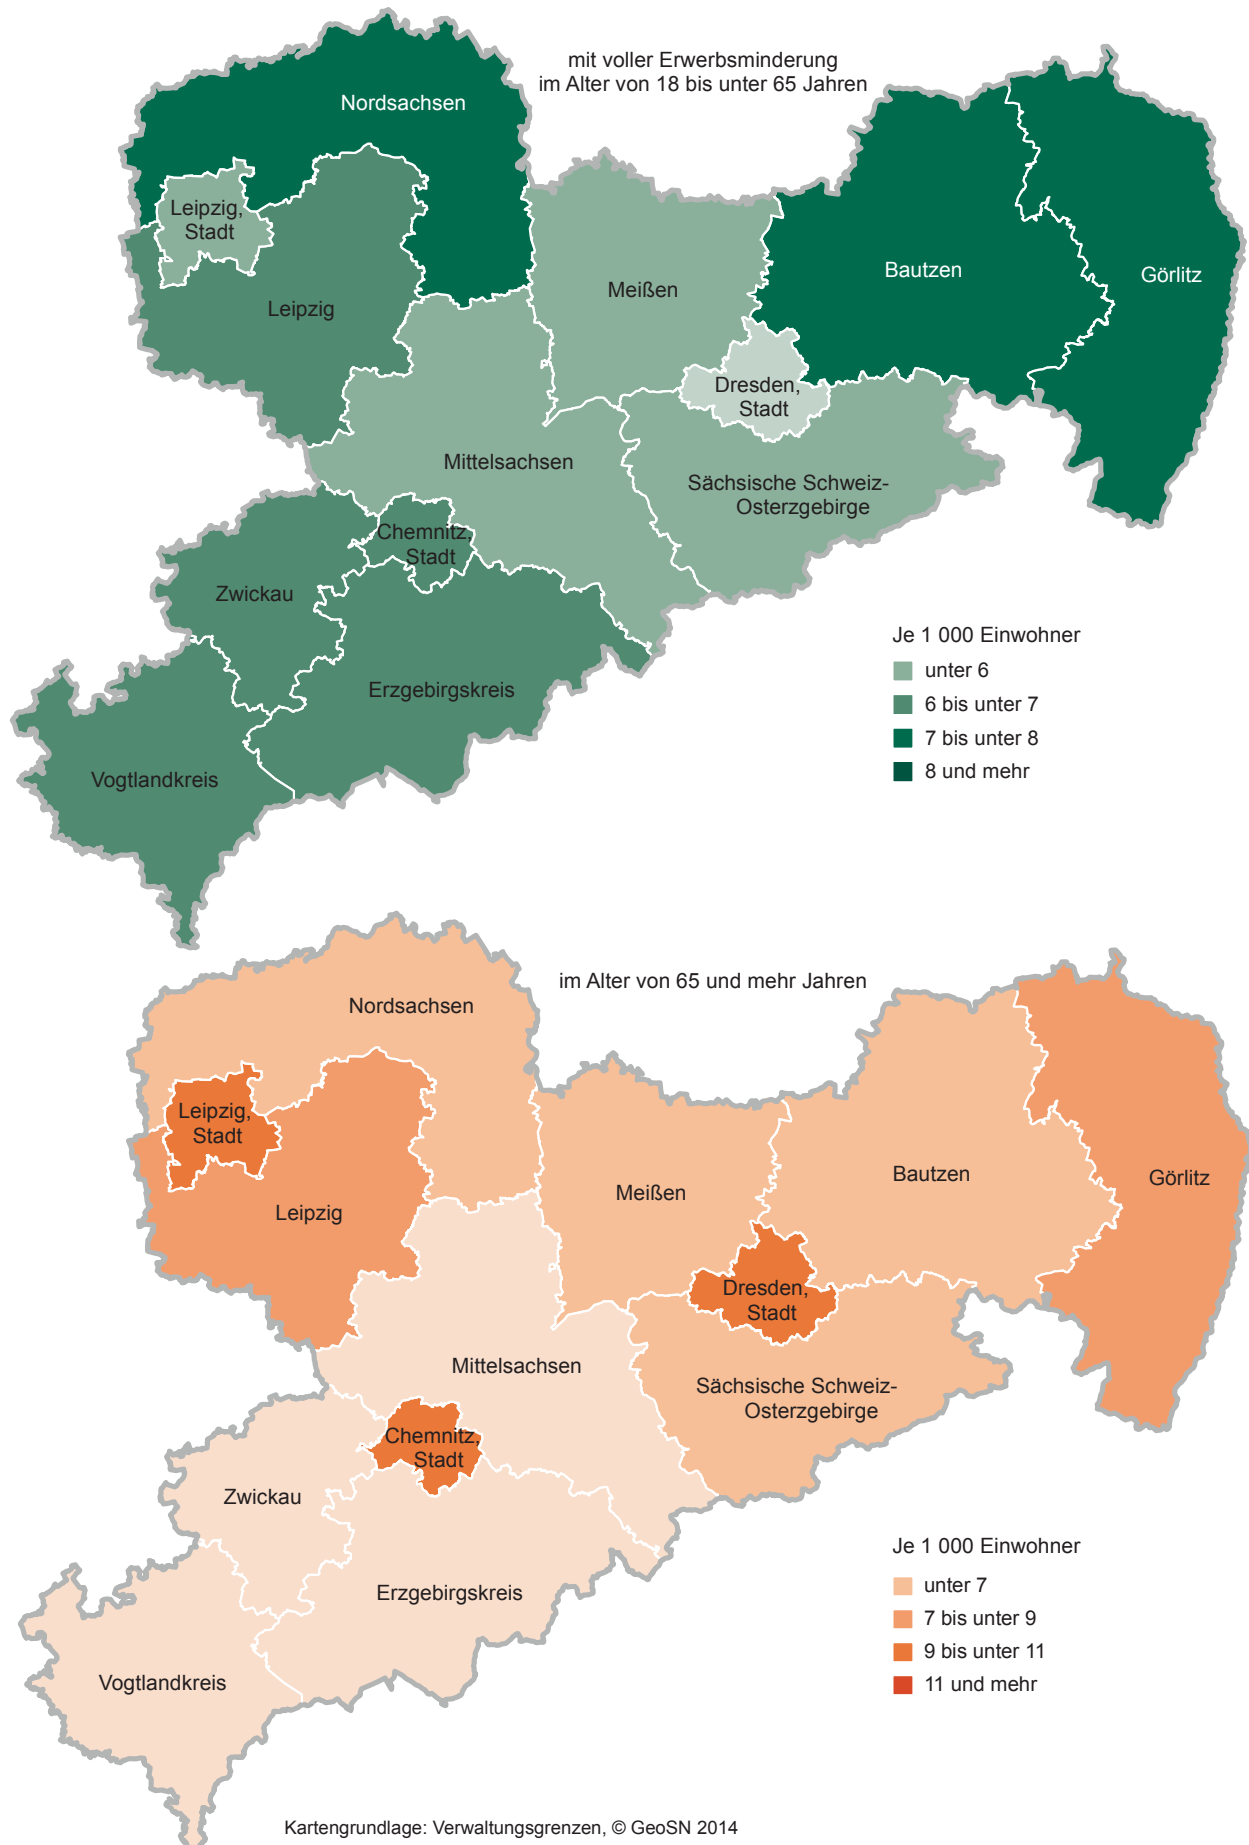 mit voller Erwerbsminderung
im Alter von 18 bis unter 65 Jahren
Nordsachsen
Leipzig,
Stadt
Leipzig
Meißen
Bautzen
Görlitz
Dresden,
Stadt
Mittelsachsen
Sächsische Schweiz-
Osterzgebirge
Chemnitz,
Stadt
Zwickau
Erzgebirgskreis
Vogtlandkreis
Je 1 000 Einwohner
unter 6
6 bis unter 7
7 bis unter 8
8 und mehr
im Alter von 65 und mehr Jahren
Nordsachsen
Leipzig,
Stadt
Leipzig
Meißen
Bautzen
Görlitz
Dresden,
Stadt
Mittelsachsen
Sächsische Schweiz-
Osterzgebirge
Chemnitz,
Stadt
Zwickau
Erzgebirgskreis
Vogtlandkreis
Je 1 000 Einwohner
unter 7
7 bis unter 9
9 bis unter 11
11 und mehr
Kartengrundlage: Verwaltungsgrenzen, © GeoSN 2014